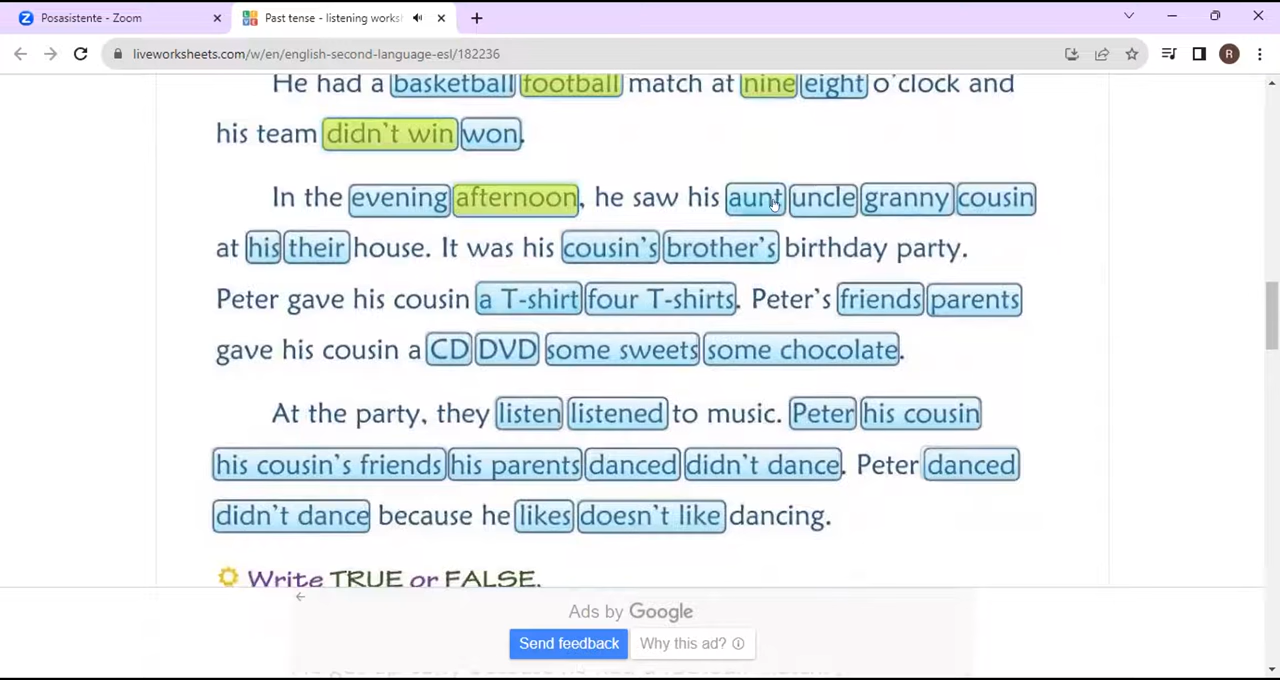 Posasistente - Zoom
Past tense - listening works
liveworksheets.com/w/en/english-second-language-esl/182236
R
He had a basketball football match at nine eight o'clock and
his team didn't win won.
In the evening afternoon, he saw his aunt uncle granny cousin
at his their house. It was his cousin's brother's birthday party.
Peter gave his cousin a T-shirt four T-shirts. Peter's friends parents
gave his cousin a CD DVD some sweets some chocolate.
At the party, they listen listened to music. Peter his cousin
his cousin's friends his parents danced didn't dance. Peter danced
didn't dance because he likes doesn't like dancing.
Write TRUE or FALSE.
Ads by Google
Send feedback Why this ad?